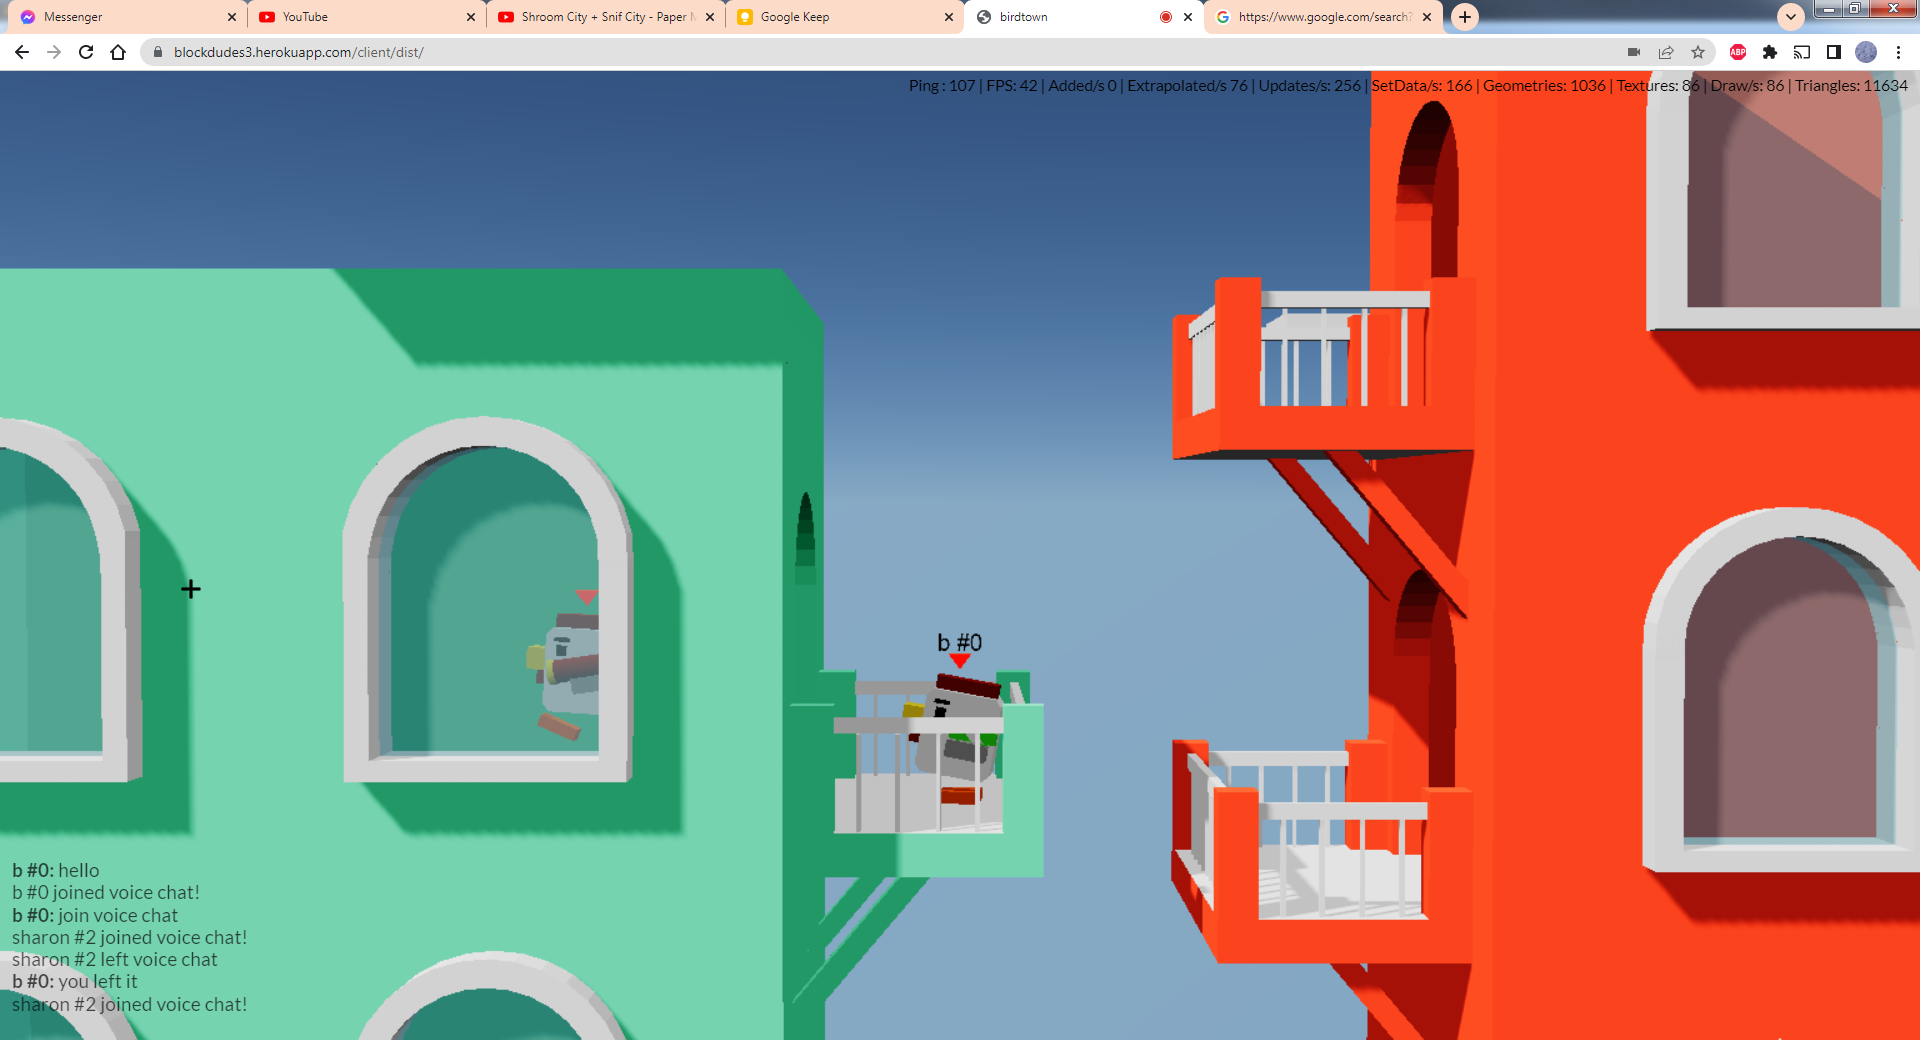 Messenger
YouTube
Shroom City + Snif City - Paper
Google Keep
birdtown
https://www.google.com/search?
blockdudes3.herokuapp.com/client/dist/
ABP
Ping : 107 | FPS: 42 | Added/s 0 | Extrapolated/s 76 | Updates/s: 256 | SetData/s: 166 | Geometries: 1036 | Textures: 86 | Draw/s: 86 | Triangles: 11634
b #0
b #0: hello
b #0 joined voice chat!
b #0: join voice chat
sharon #2 joined voice chat!
sharon #2 left voice chat
b #0: you left it
sharon #2 joined voice chat!